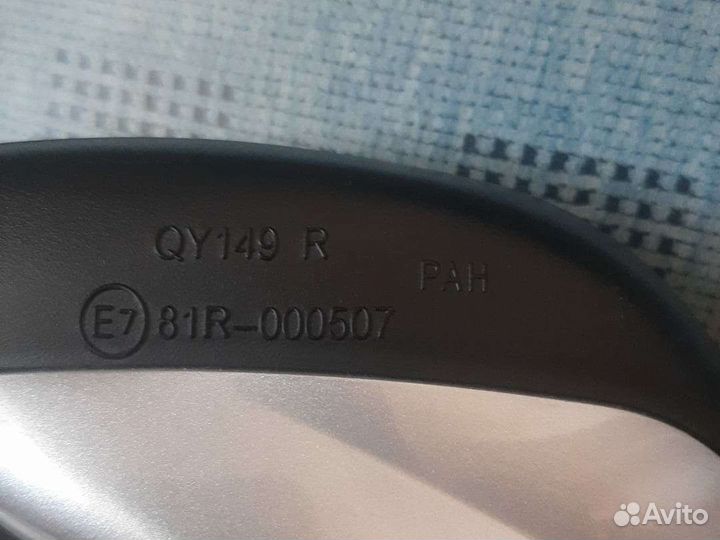 QY149 R
PAH
E7 81R-000507
Avito